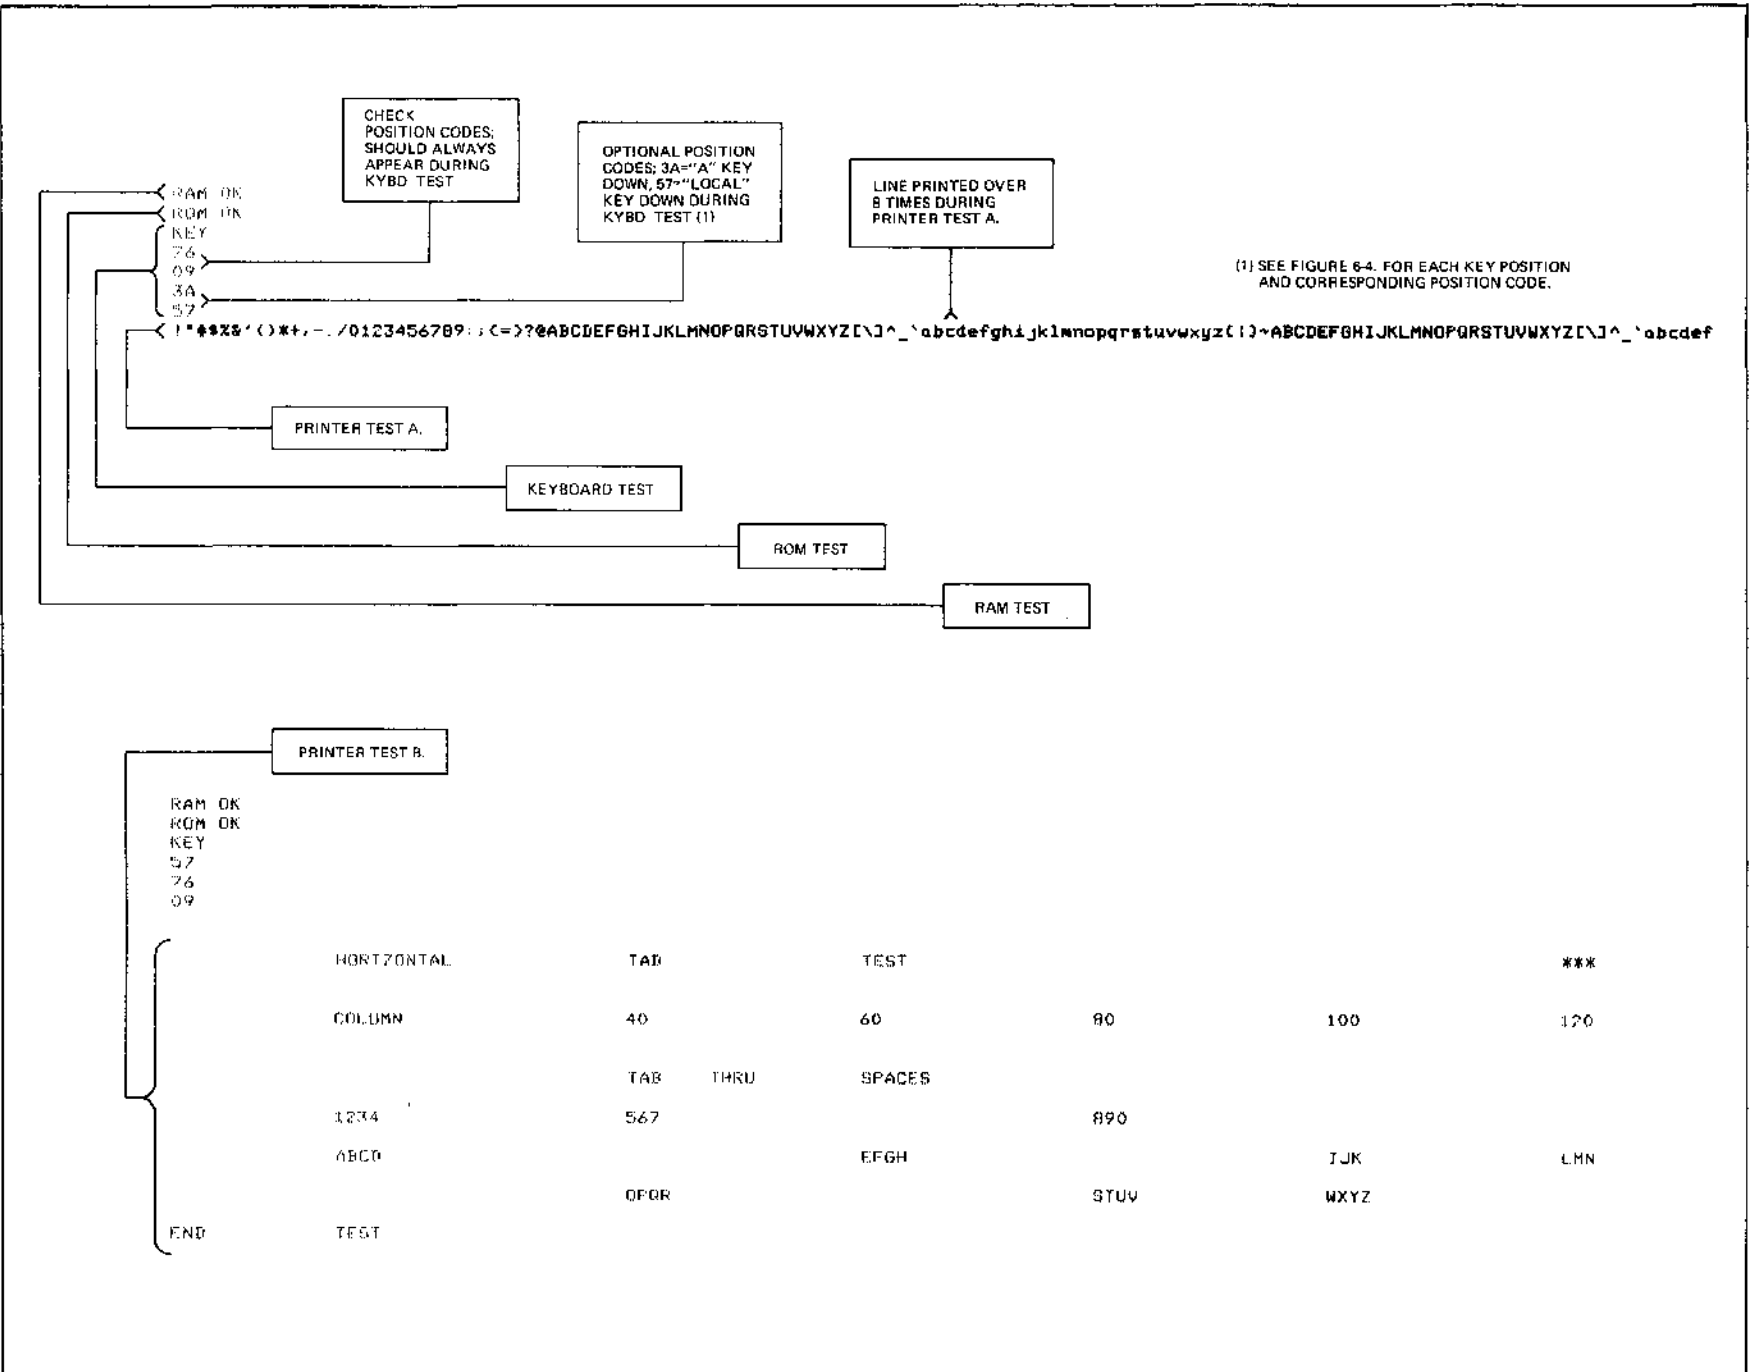 CHECK
POSITION CODES;
SHOULD ALWAYS
APPEAR DURING
KYBD TEST
OPTIONAL POSITION
CODES; 3A="A" KEY
DOWN, 57="LOCAL"
KEY DOWN DURING
KYBD TEST (1)
LINE PRINTED OVER
8 TIMES DURING
PRINTER TEST A.
(1) SEE FIGURE 6-4. FOR EACH KEY POSITION
AND CORRESPONDING POSITION CODE.
RAM OK
ROM OK
KEY
76
09
3A
57
!"#$%&'()*+,-./0123456789:;<=>?@ABCDEFGHIJKLMNOPQRSTUVWXYZ[\]^_`abcdefghijklmnopqrstuvwxyz{|}~ABCDEFGHIJKLMNOPQRSTUVWXYZ[\]^_`abcdef
PRINTER TEST A.
KEYBOARD TEST
ROM TEST
RAM TEST
PRINTER TEST B.
RAM OK
ROM OK
KEY
57
76
09
HORIZONTAL TAB TEST ***
COLUMN 40 60 80 100 120
TAB THRU SPACES
1234 567 890
ABCD EFGH IJK LMN
OPQR STUV WXYZ
END TEST